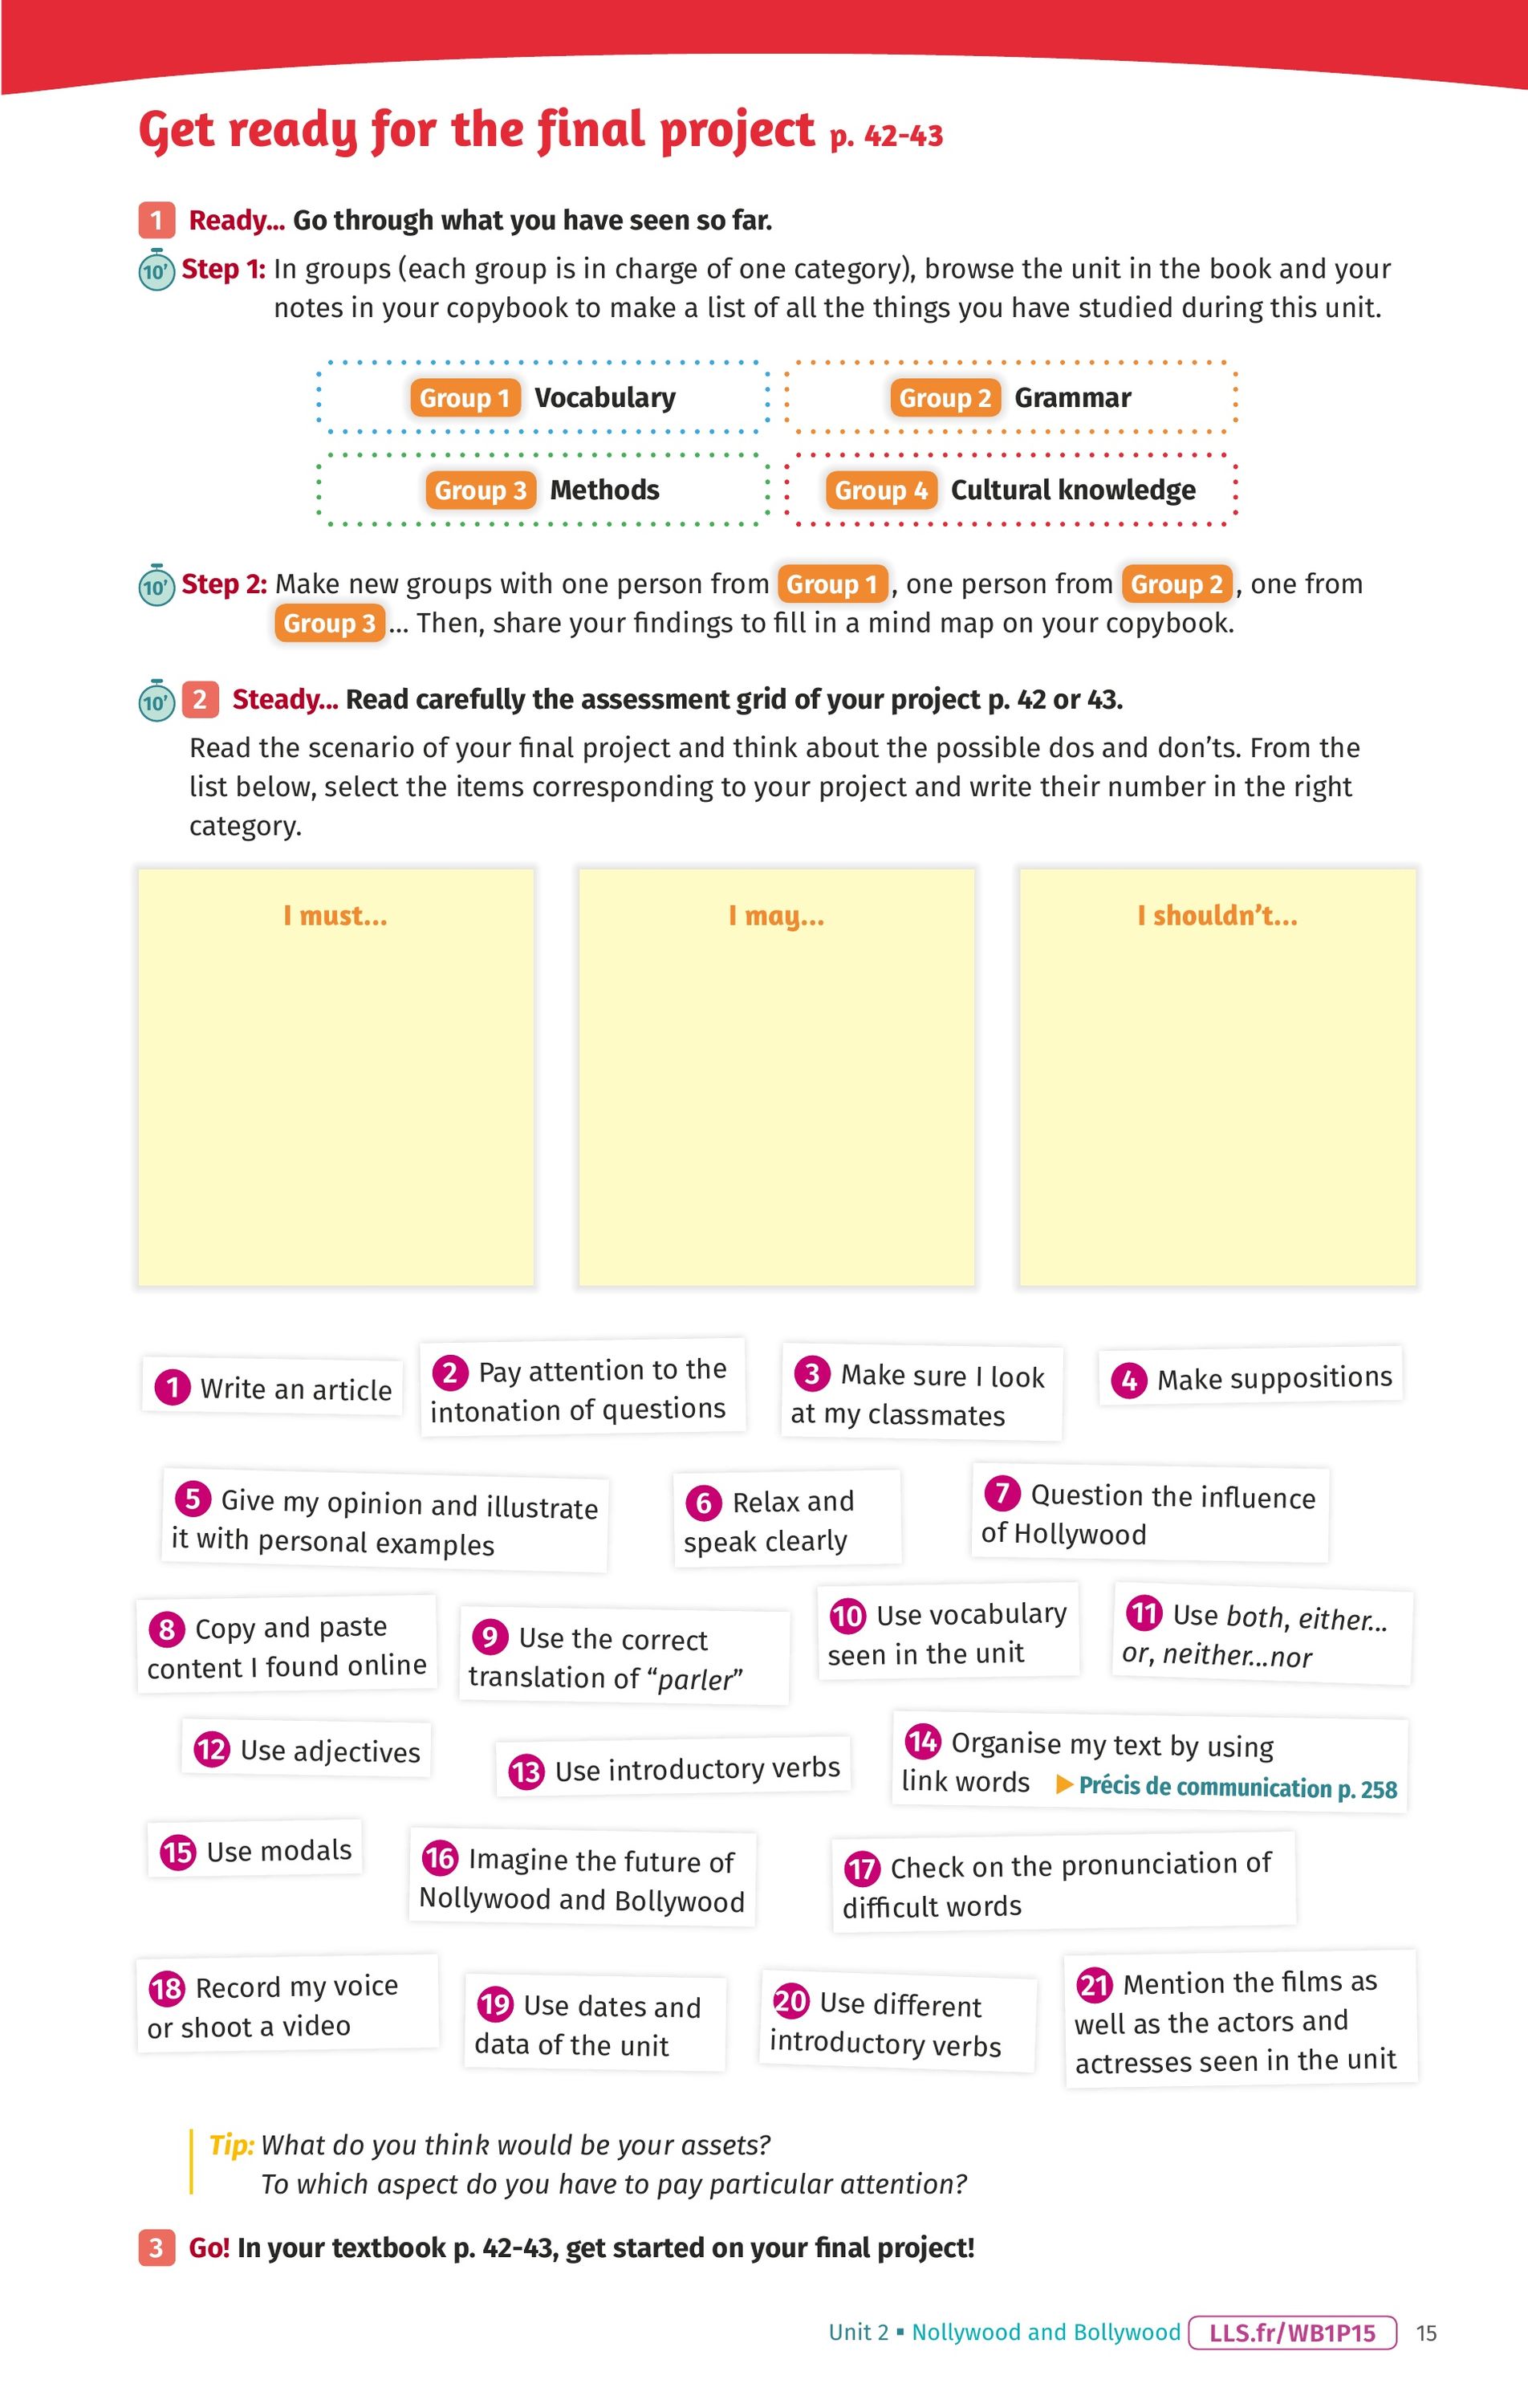 Get ready for the final project p. 42-43
1 Ready... Go through what you have seen so far.
10' Step 1: In groups (each group is in charge of one category), browse the unit in the book and your
notes in your copybook to make a list of all the things you have studied during this unit.
Group 1 Vocabulary
Group 2 Grammar
Group 3 Methods
Group 4 Cultural knowledge
10' Step 2: Make new groups with one person from Group 1, one person from Group 2, one from
Group 3... Then, share your findings to fill in a mind map on your copybook.
10' 2 Steady... Read carefully the assessment grid of your project p. 42 or 43.
Read the scenario of your final project and think about the possible dos and don'ts. From the
list below, select the items corresponding to your project and write their number in the right
category.
I must...
I may...
I shouldn't...
1 Write an article
2 Pay attention to the
intonation of questions
3 Make sure I look
at my classmates
4 Make suppositions
5 Give my opinion and illustrate
it with personal examples
6 Relax and
speak clearly
7 Question the influence
of Hollywood
8 Copy and paste
content I found online
9 Use the correct
translation of “parler”
10 Use vocabulary
seen in the unit
11 Use both, either...
or, neither...nor
12 Use adjectives
13 Use introductory verbs
14 Organise my text by using
link words ▶ Précis de communication p. 258
15 Use modals
16 Imagine the future of
Nollywood and Bollywood
17 Check on the pronunciation of
difficult words
18 Record my voice
or shoot a video
19 Use dates and
data of the unit
20 Use different
introductory verbs
21 Mention the films as
well as the actors and
actresses seen in the unit
Tip: What do you think would be your assets?
To which aspect do you have to pay particular attention?
3 Go! In your textbook p. 42-43, get started on your final project!
Unit 2 ▪ Nollywood and Bollywood LLS.fr/WB1P15 15